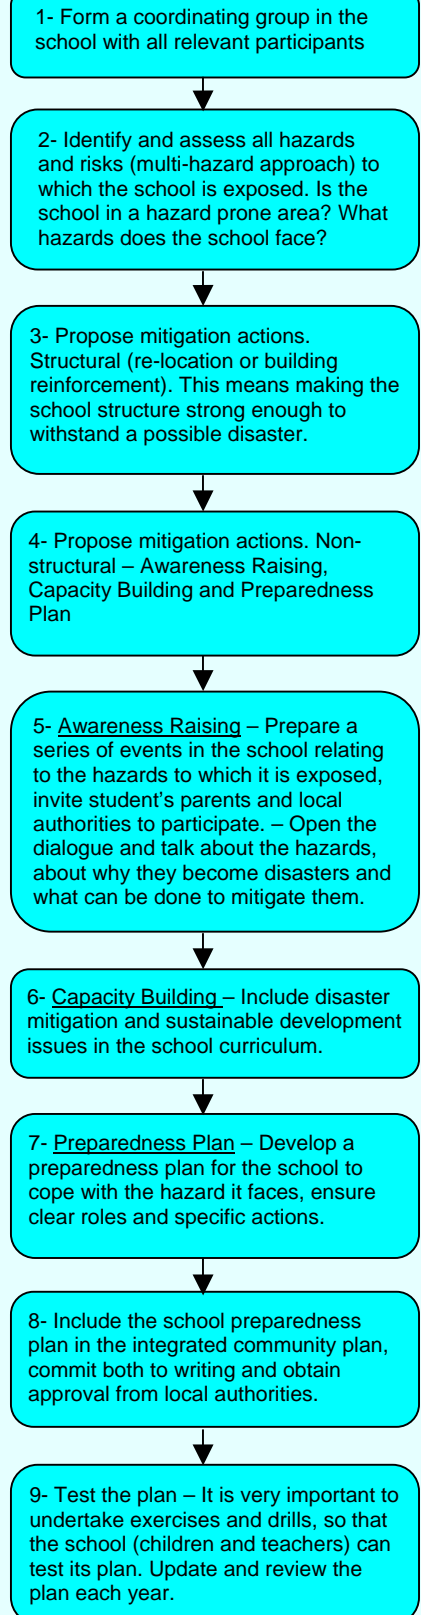 1- Form a coordinating group in the
school with all relevant participants
2- Identify and assess all hazards
and risks (multi-hazard approach) to
which the school is exposed. Is the
school in a hazard prone area? What
hazards does the school face?
3- Propose mitigation actions.
Structural (re-location or building
reinforcement). This means making the
school structure strong enough to
withstand a possible disaster.
4- Propose mitigation actions. Non-
structural – Awareness Raising,
Capacity Building and Preparedness
Plan
5- Awareness Raising – Prepare a
series of events in the school relating
to the hazards to which it is exposed,
invite student's parents and local
authorities to participate. – Open the
dialogue and talk about the hazards,
about why they become disasters and
what can be done to mitigate them.
6- Capacity Building – Include disaster
mitigation and sustainable development
issues in the school curriculum.
7- Preparedness Plan – Develop a
preparedness plan for the school to
cope with the hazard it faces, ensure
clear roles and specific actions.
8- Include the school preparedness
plan in the integrated community plan,
commit both to writing and obtain
approval from local authorities.
9- Test the plan – It is very important to
undertake exercises and drills, so that
the school (children and teachers) can
test its plan. Update and review the
plan each year.